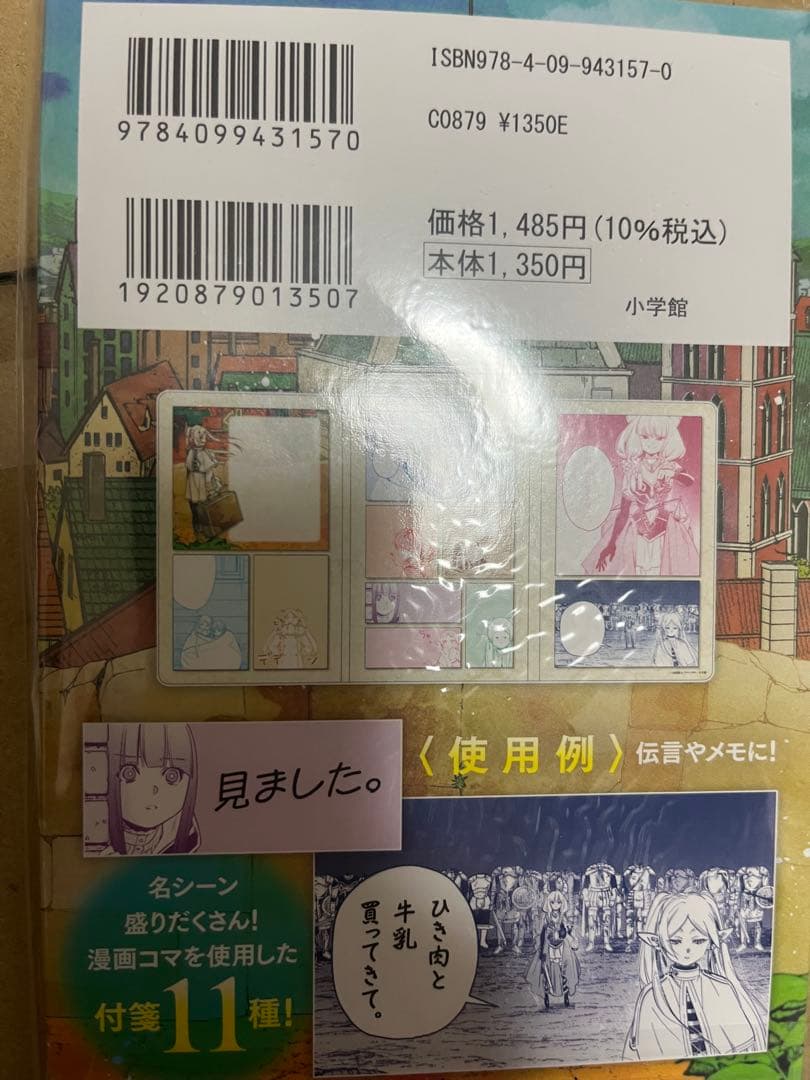 ISBN978-4-09-943157-0
9784099431570
C0879 ¥1350E
価格1,485円(10%税込)
本体1,350円
1920879013507
小学館
デデーン
〈使用例〉伝言やメモに!
見ました。
名シーン
盛りだくさん!
漫画コマを使用した
付箋11種!
ひき肉と
牛乳
買ってきて。